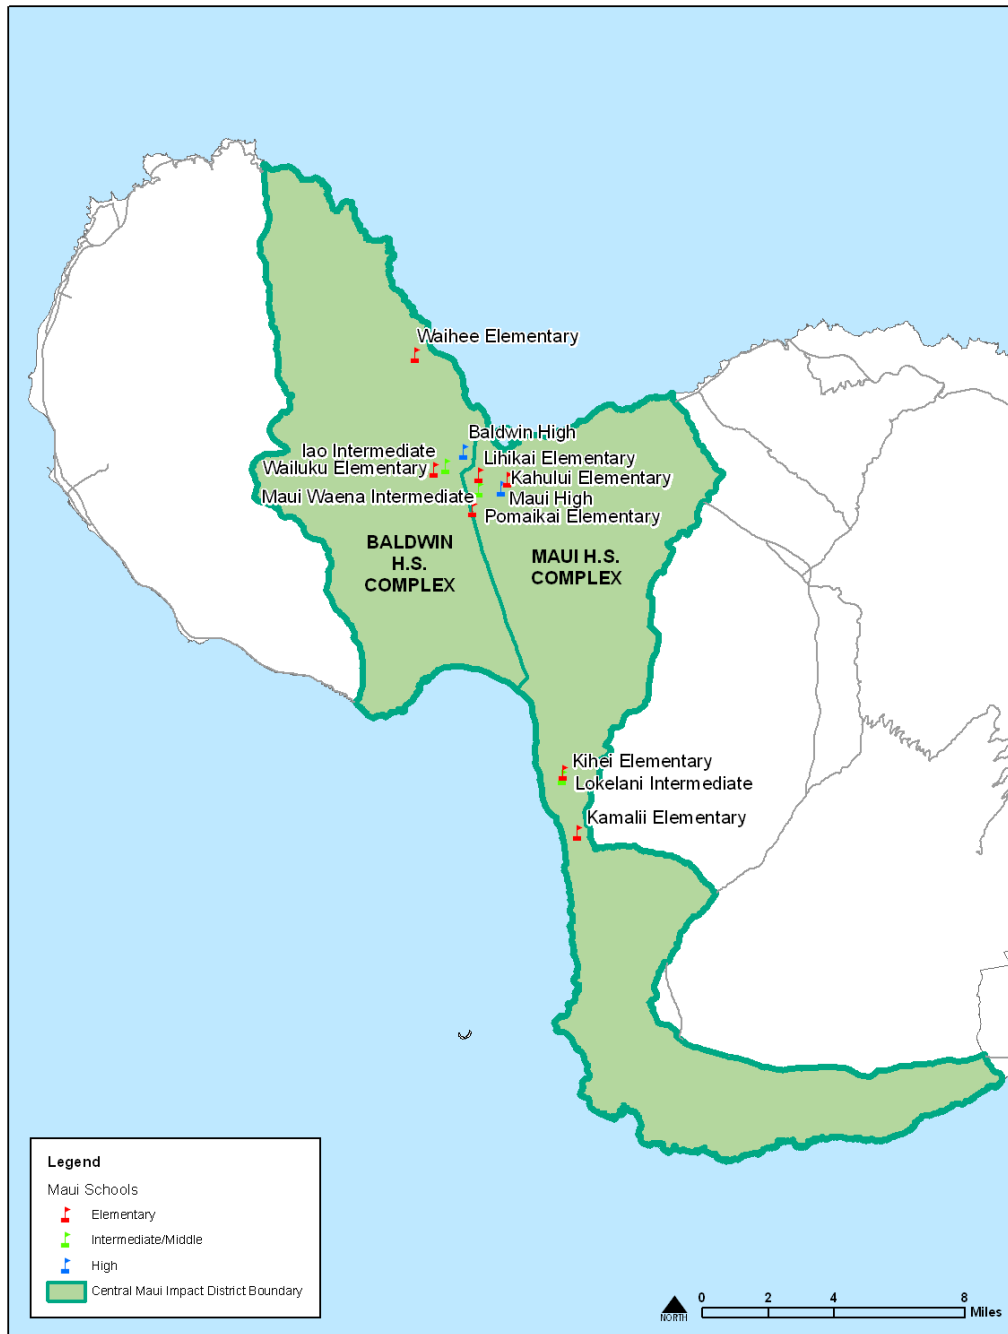 Waihee Elementary
Baldwin High
Iao Intermediate
Lihikai Elementary
Wailuku Elementary
Kahului Elementary
Maui Waena Intermediate
Maui High
Pomaikai Elementary
BALDWIN
H.S.
COMPLEX
MAUI H.S.
COMPLEX
Kihei Elementary
Lokelani Intermediate
Kamalii Elementary
Legend
Maui Schools
Elementary
Intermediate/Middle
High
Central Maui Impact District Boundary
NORTH
0 2 4 8
Miles